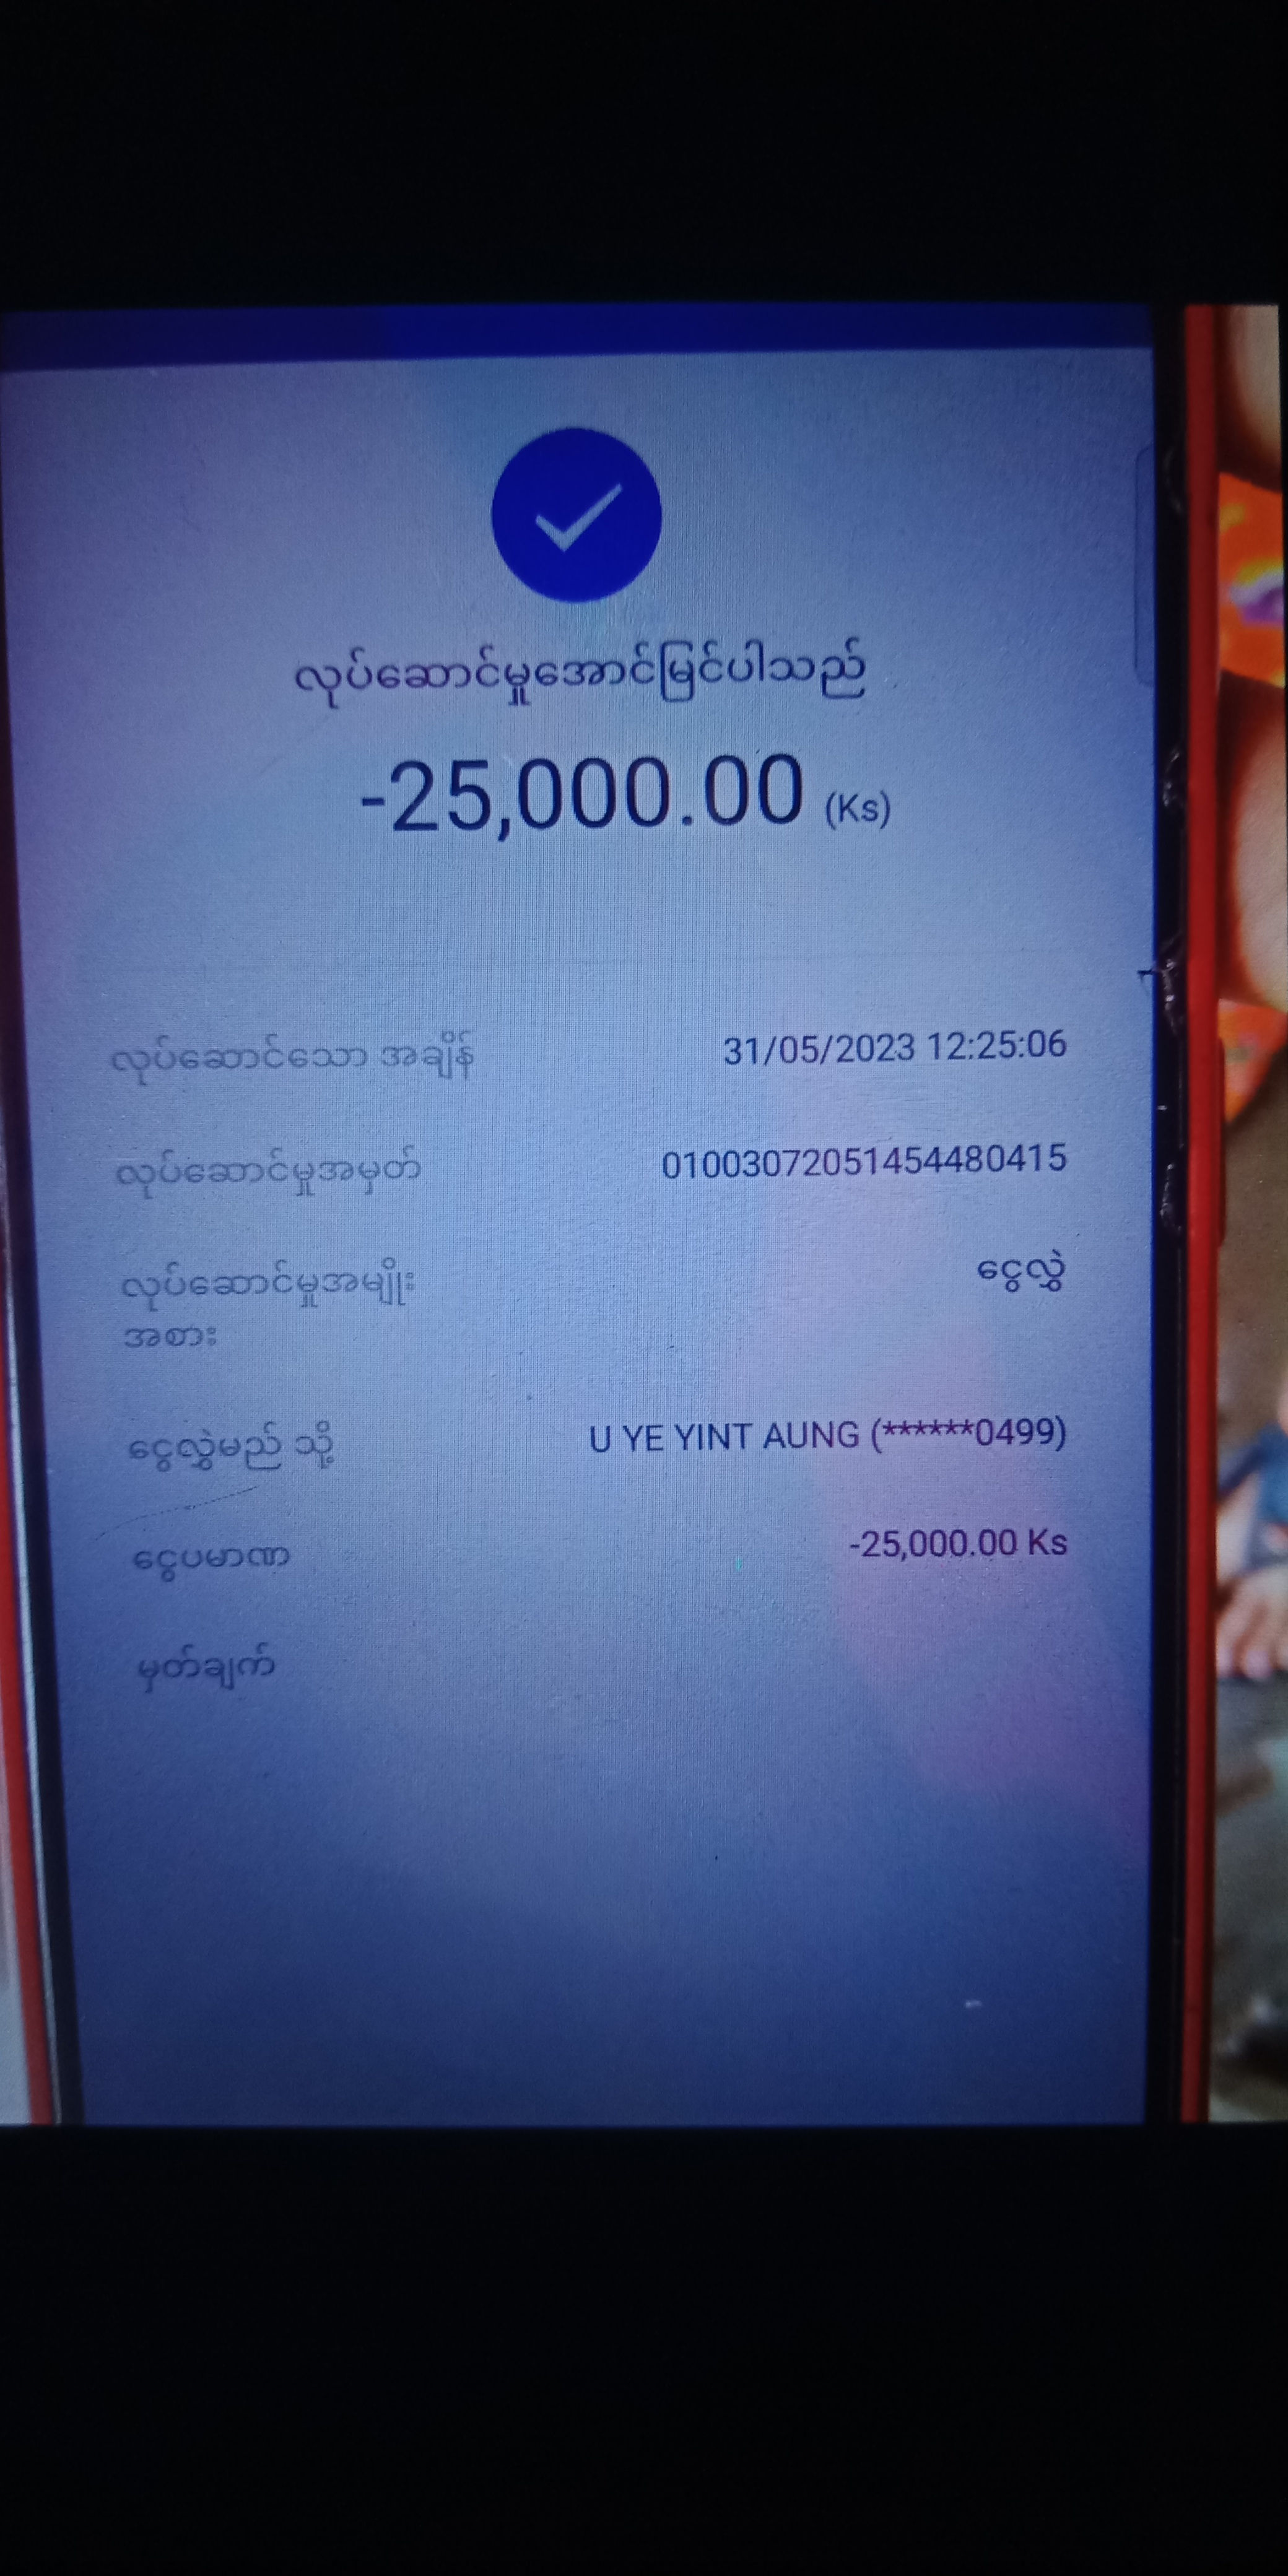 လုပ်ဆောင်မှုအောင်မြင်ပါသည်
-25,000.00 (Ks)
လုပ်ဆောင်သော အချိန် 31/05/2023 12:25:06
လုပ်ဆောင်မှုအမှတ် 01003072051454480415
လုပ်ဆောင်မှုအမျိုး ငွေလွှဲ
အစား
ငွေလွှဲမည် သို့ U YE YINT AUNG (******0499)
ငွေပမာဏ -25,000.00 Ks
မှတ်ချက်